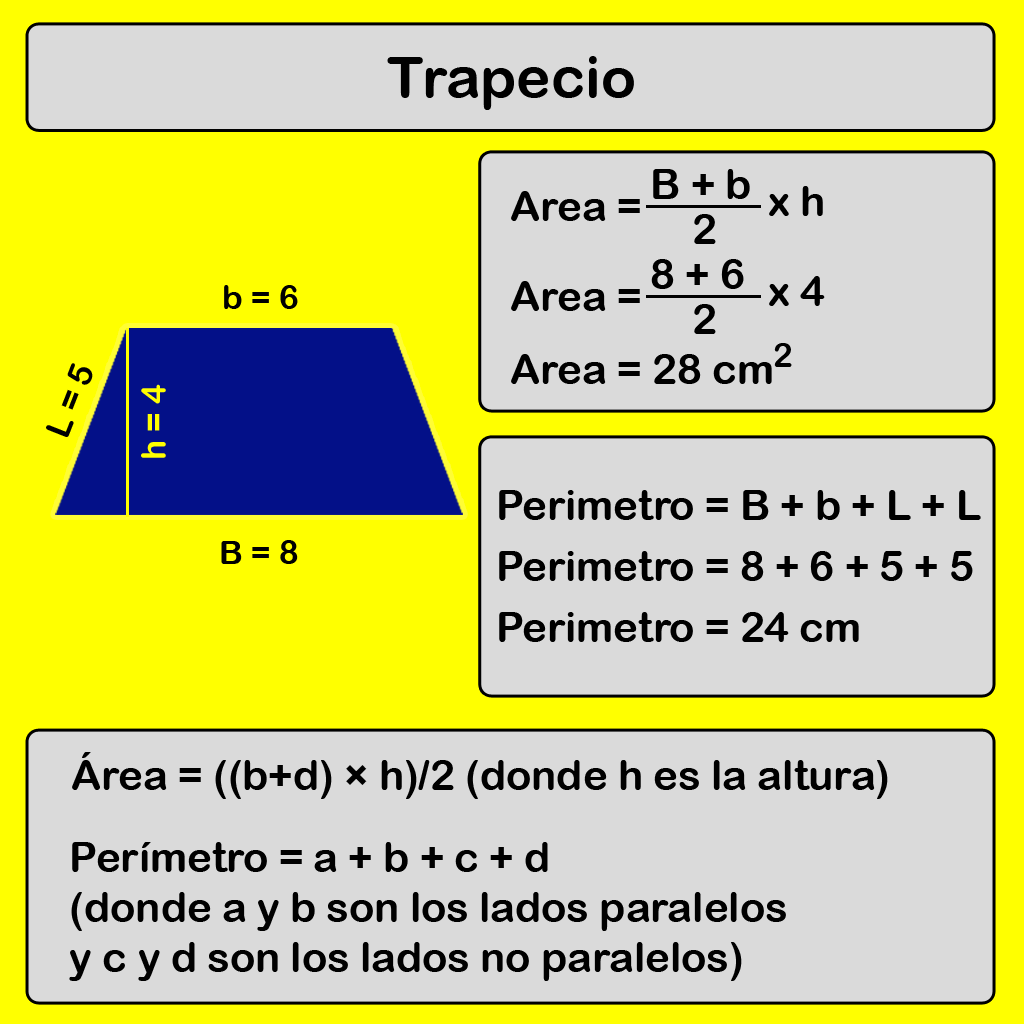 Trapecio
Area = B + b / 2 x h
Area = 8 + 6 / 2 x 4
Area = 28 cm²
b = 6
L = 5
h = 4
B = 8
Perimetro = B + b + L + L
Perimetro = 8 + 6 + 5 + 5
Perimetro = 24 cm
Área = ((b+d) × h)/2 (donde h es la altura)
Perímetro = a + b + c + d
(donde a y b son los lados paralelos
y c y d son los lados no paralelos)